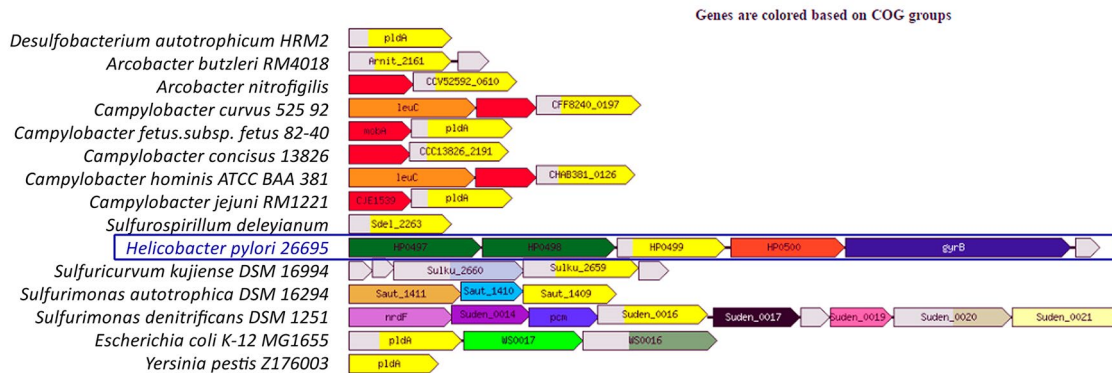 Genes are colored based on COG groups
Desulfobacterium autotrophicum HRM2 pldA
Arcobacter butzleri RM4018 Arnit_2161
Arcobacter nitrofigilis CCV52592_0610
Campylobacter curvus 525 92 leuC CFF8240_0197
Campylobacter fetus.subsp. fetus 82-40 mobA pldA
Campylobacter concisus 13826 CCC13826_2191
Campylobacter hominis ATCC BAA 381 leuC CHAB381_0126
Campylobacter jejuni RM1221 CJE1539 pldA
Sulfurospirillum deleyianum Sdel_2263
Helicobacter pylori 26695 HP0497 HP0498 HP0499 HP0500 gyrB
Sulfuricurvum kujiense DSM 16994 Sulku_2660 Sulku_2659
Sulfurimonas autotrophica DSM 16294 Saut_1411 Saut_1410 Saut_1409
Sulfurimonas denitrificans DSM 1251 nrdF Suden_0014 pcm Suden_0016 Suden_0017 Suden_0019 Suden_0020 Suden_0021
Escherichia coli K-12 MG1655 pldA WS0017 WS0016
Yersinia pestis Z176003 pldA